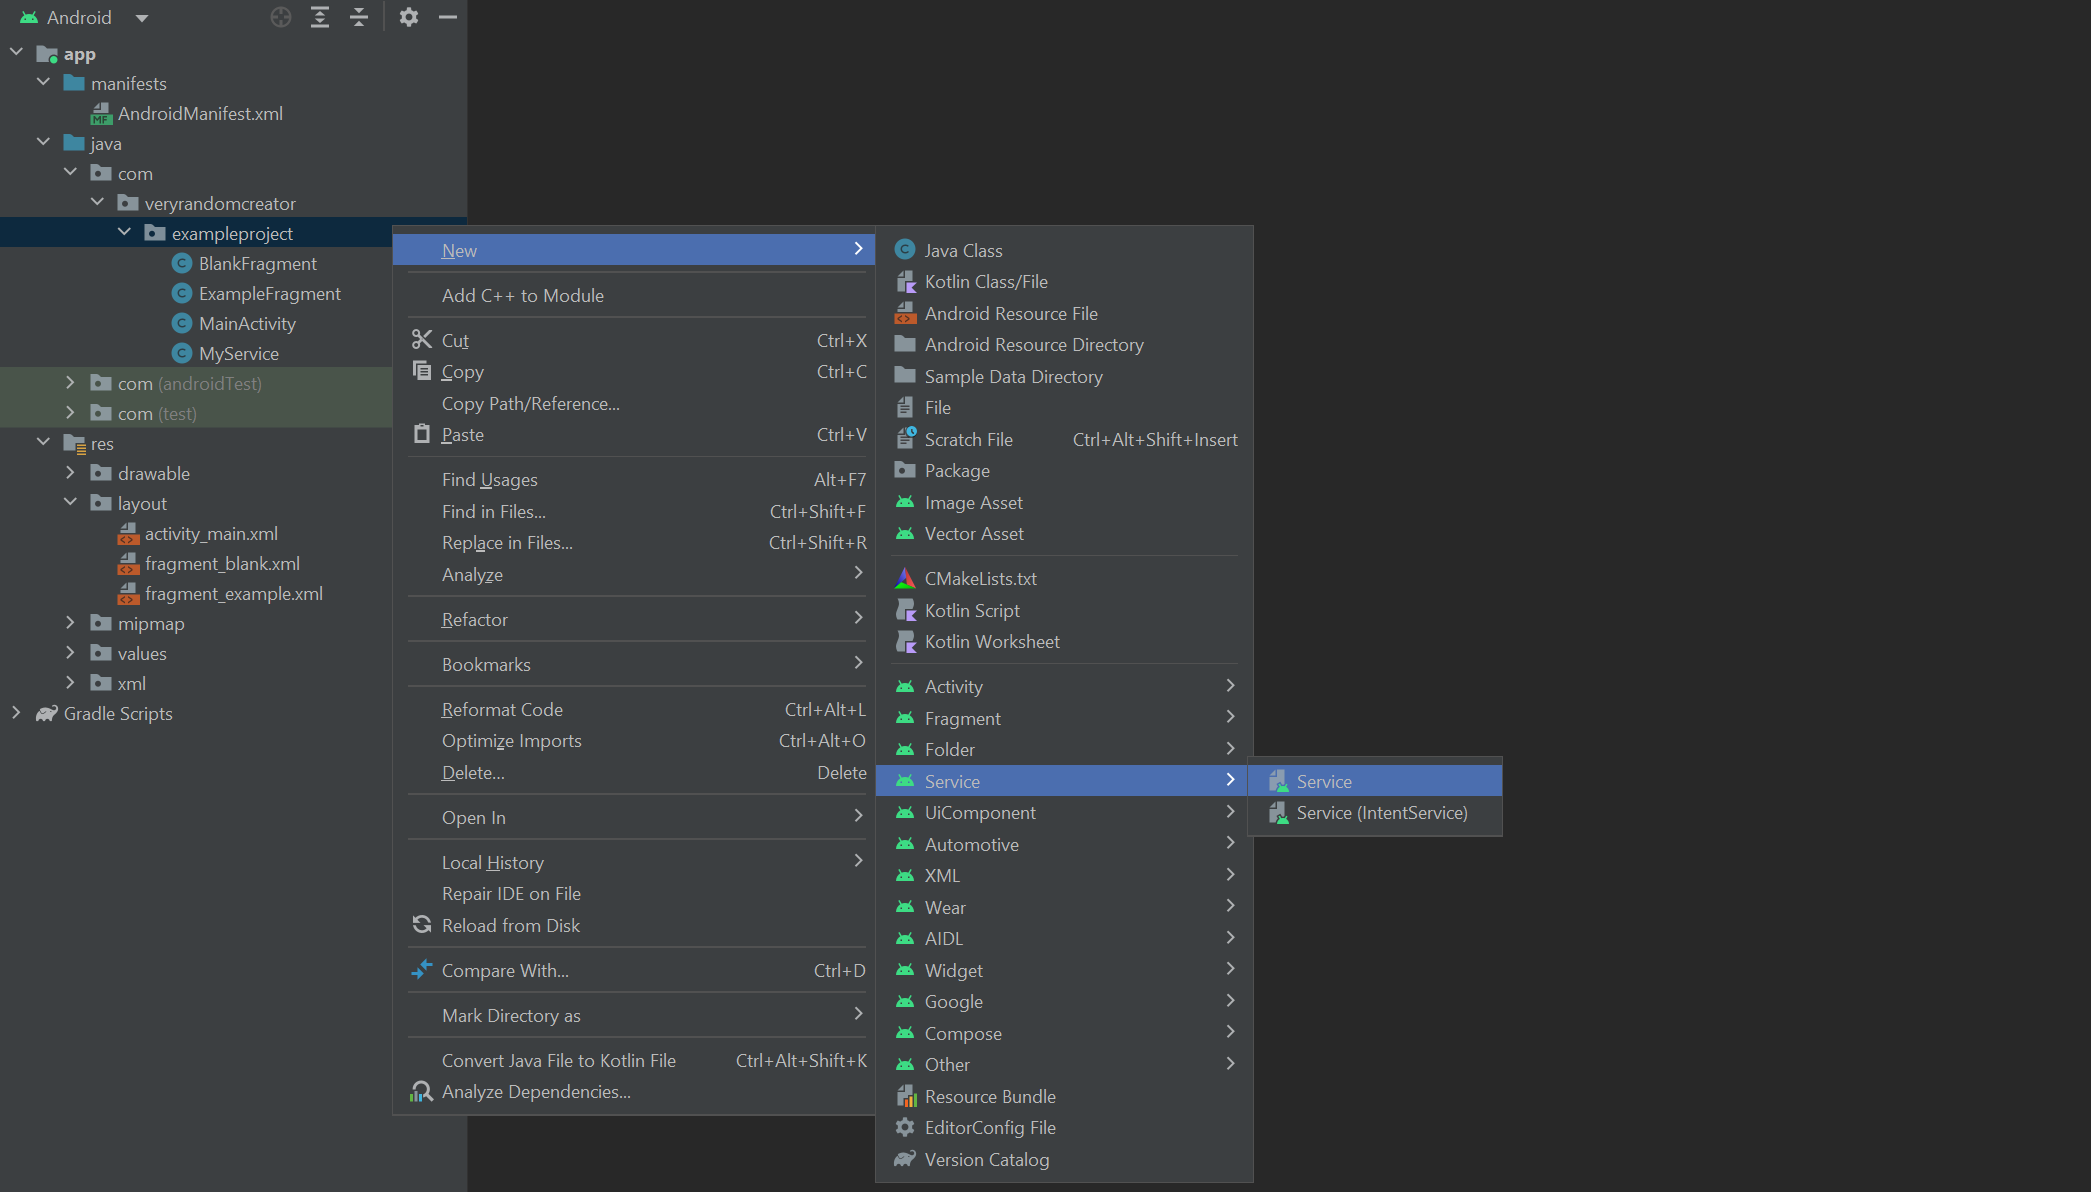 Android
app
manifests
MF AndroidManifest.xml
java
com
veryrandomcreator
exampleproject
C BlankFragment
C ExampleFragment
C MainActivity
C MyService
com (androidTest)
com (test)
res
drawable
layout
activity_main.xml
fragment_blank.xml
fragment_example.xml
mipmap
values
xml
Gradle Scripts
New
Add C++ to Module
Cut Ctrl+X
Copy Ctrl+C
Copy Path/Reference...
Paste Ctrl+V
Find Usages Alt+F7
Find in Files... Ctrl+Shift+F
Replace in Files... Ctrl+Shift+R
Analyze
Refactor
Bookmarks
Reformat Code Ctrl+Alt+L
Optimize Imports Ctrl+Alt+O
Delete... Delete
Open In
Local History
Repair IDE on File
Reload from Disk
Compare With... Ctrl+D
Mark Directory as
Convert Java File to Kotlin File Ctrl+Alt+Shift+K
Analyze Dependencies...
C Java Class
Kotlin Class/File
Android Resource File
Android Resource Directory
Sample Data Directory
File
Scratch File Ctrl+Alt+Shift+Insert
Package
Image Asset
Vector Asset
CMakeLists.txt
Kotlin Script
Kotlin Worksheet
Activity
Fragment
Folder
Service
UiComponent
Automotive
XML
Wear
AIDL
Widget
Google
Compose
Other
Resource Bundle
EditorConfig File
Version Catalog
Service
Service (IntentService)